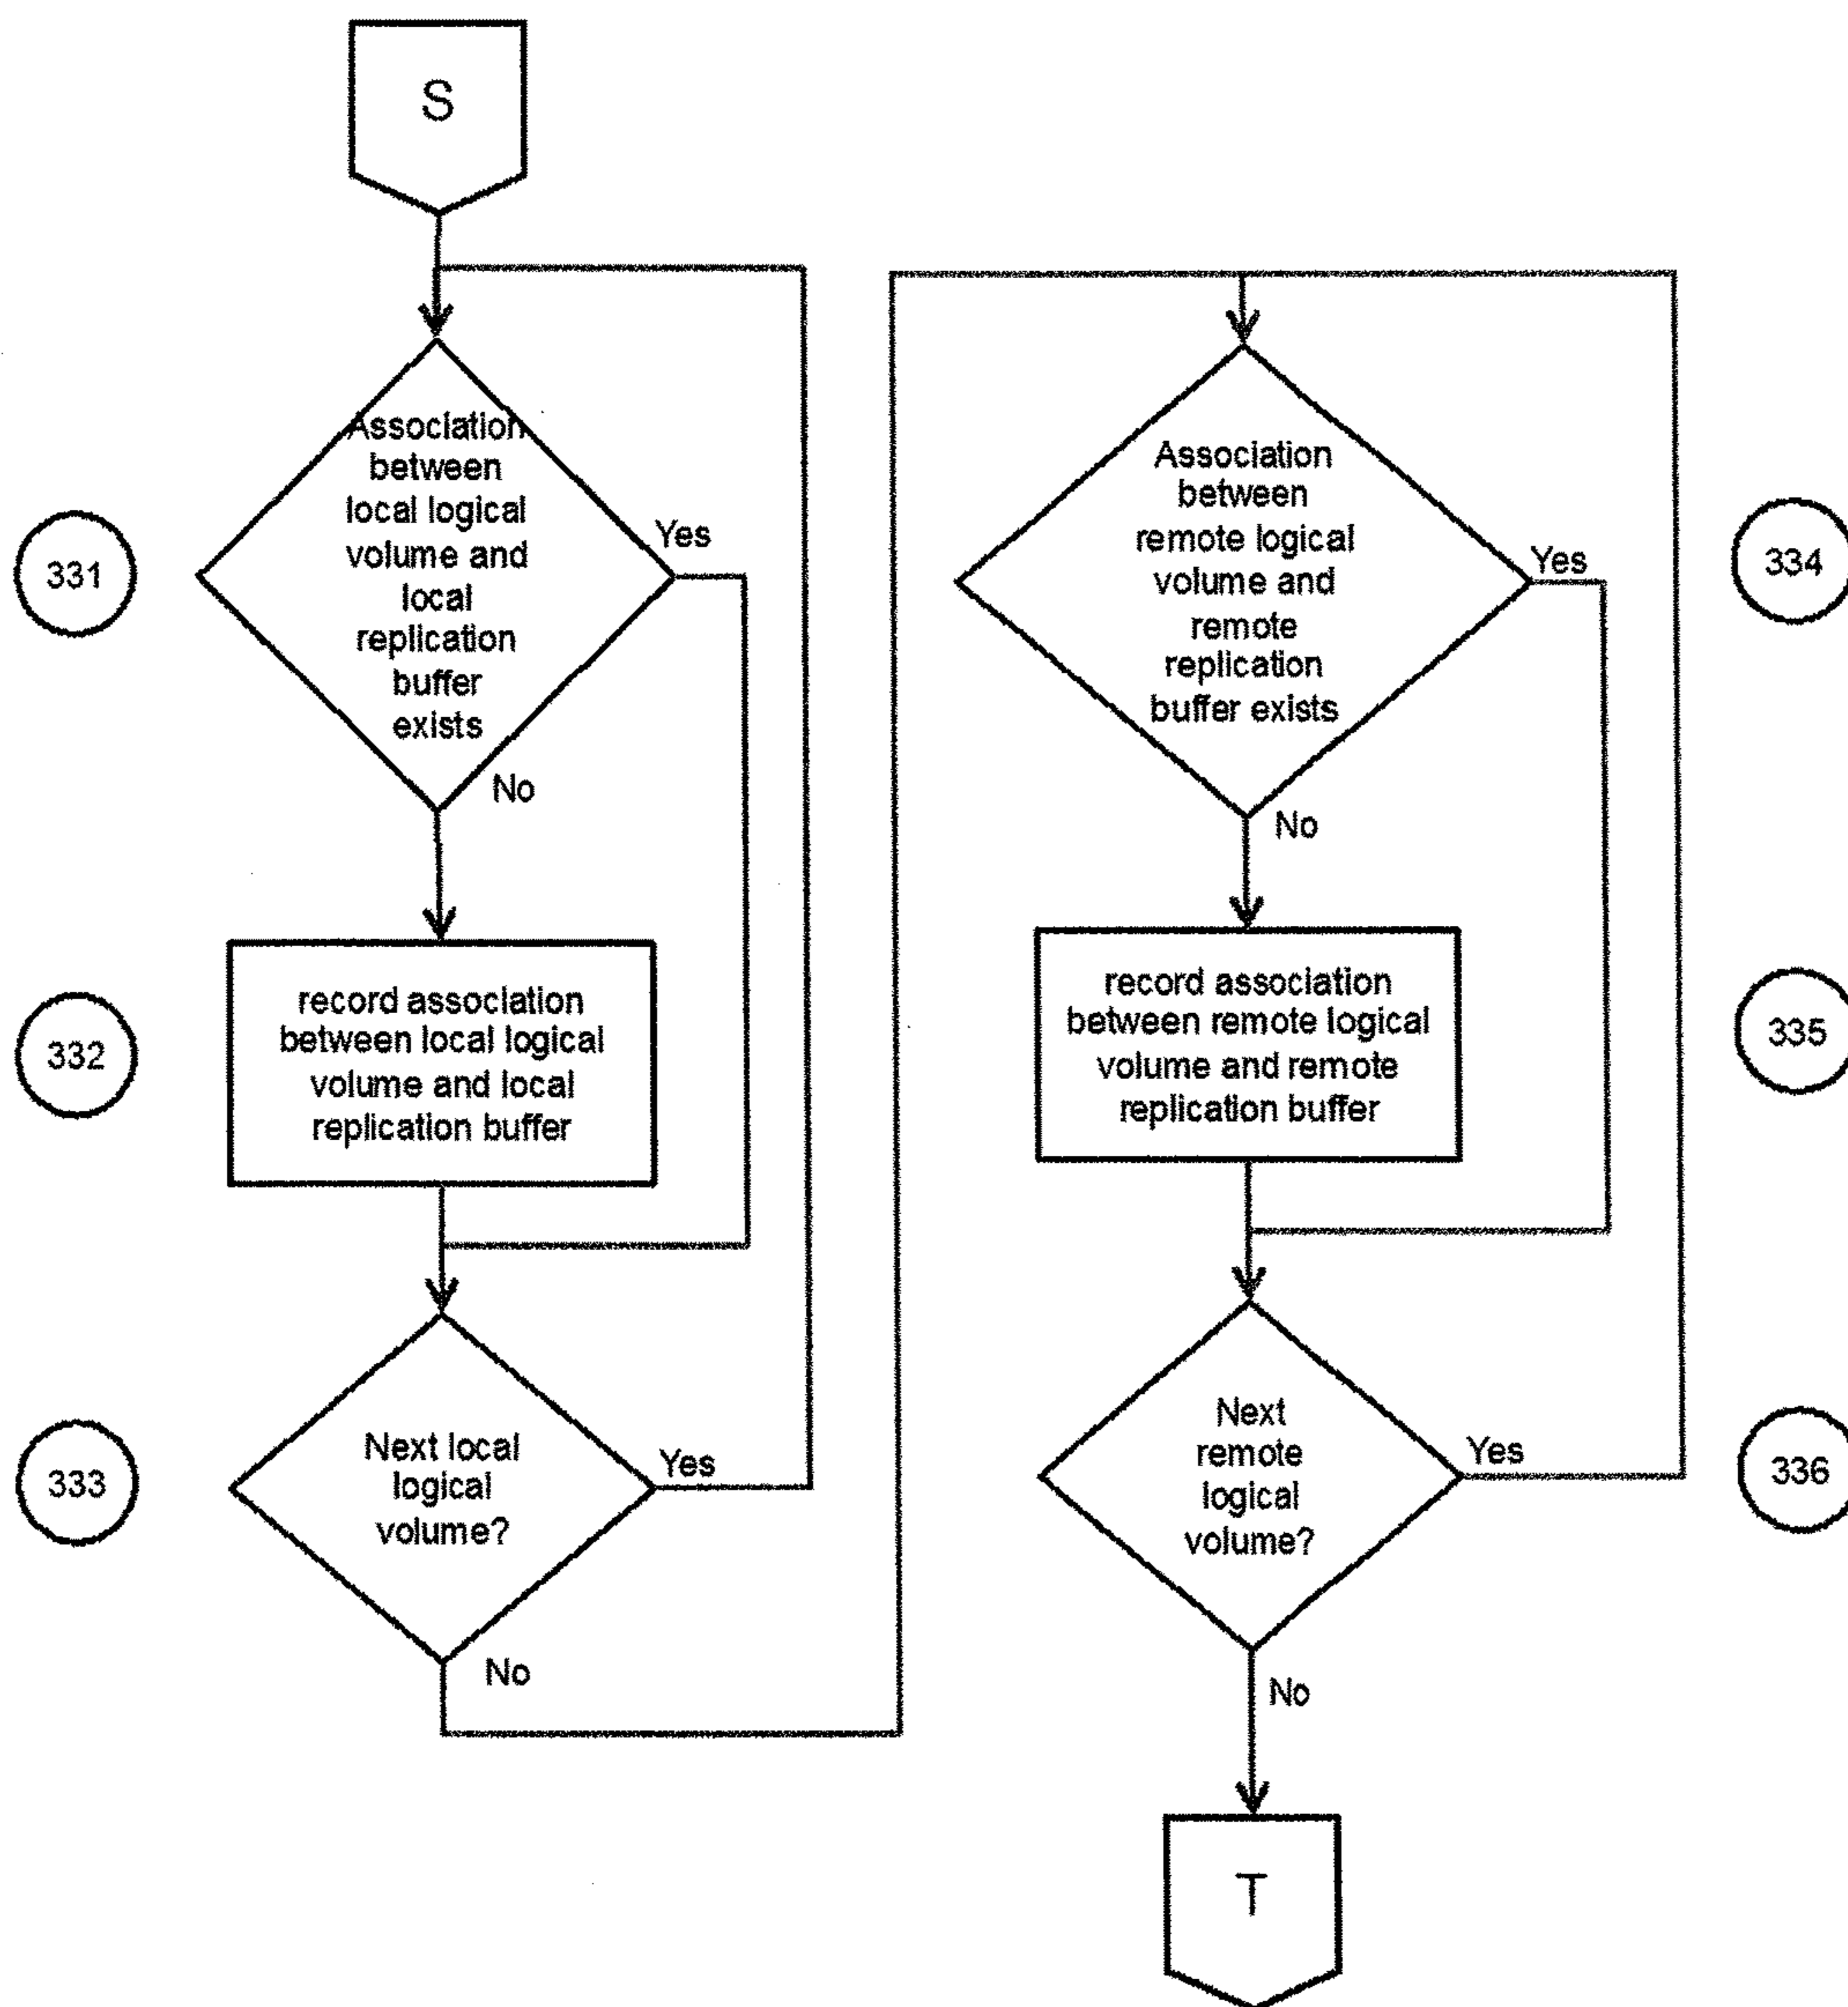 S
331
Association
between
local logical
volume and
local
replication
buffer
exists
Yes
No
332
record association
between local logical
volume and local
replication buffer
333
Next local
logical
volume?
Yes
No
334
Association
between
remote logical
volume and
remote
replication
buffer exists
Yes
No
335
record association
between remote logical
volume and remote
replication buffer
336
Next
remote
logical
volume?
Yes
No
T